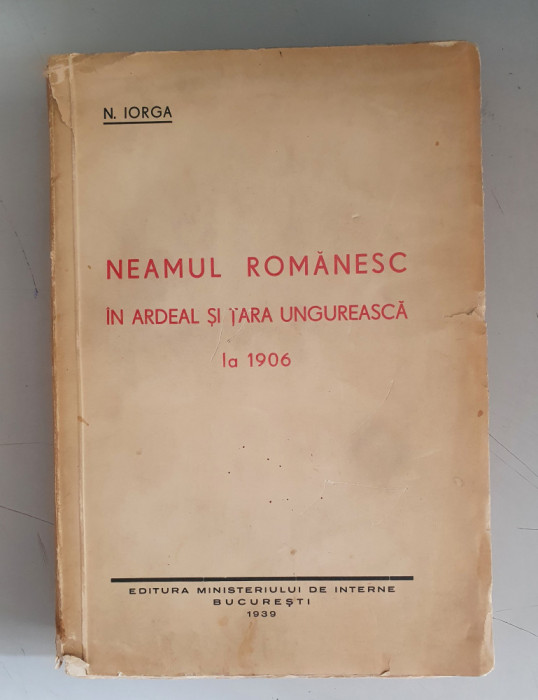 N. IORGA
NEAMUL ROMÂNESC
ÎN ARDEAL ȘI ȚARA UNGUREASCĂ
la 1906
EDITURA MINISTERIULUI DE INTERNE
BUCUREȘTI
1939